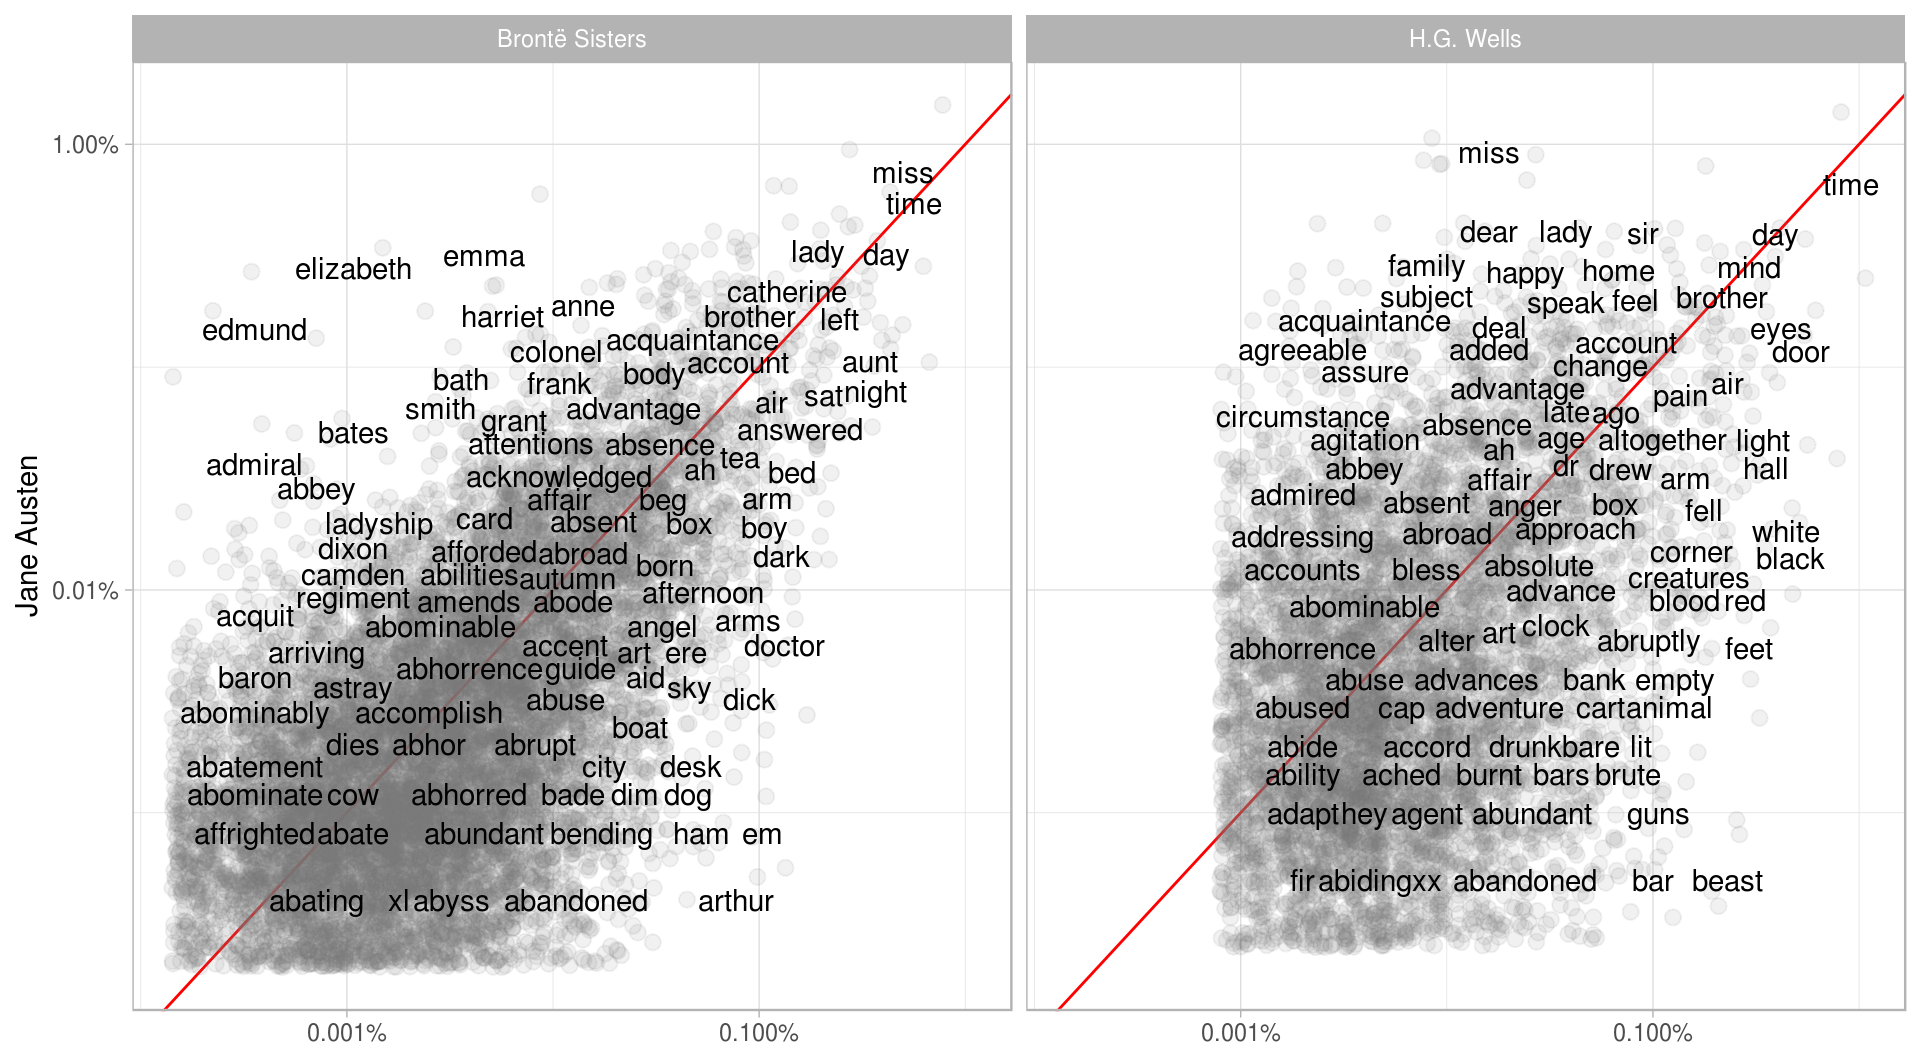 Brontë Sisters
H.G. Wells
Jane Austen
1.00%
0.01%
miss
time
lady day
elizabeth emma
catherine
edmund harriet anne brother left
colonel acquaintance
account aunt
bath frank body
sat night
smith grant advantage air
bates attentions absence answered
admiral acknowledged ah tea bed
abbey affair beg arm
ladyship card absent box boy
dixon afforded abroad dark
camden abilities autumn born
regiment amends abode afternoon
acquit abominable angel arms
arriving accent art ere doctor
baron abhorrence guide aid
astray abuse sky dick
abominably accomplish boat
dies abhor abrupt
abatement city desk
abominate cow abhorred bade dim dog
affrighted abate abundant bending ham em
abating xl abyss abandoned arthur
0.001% 0.100%
miss
time
dear lady sir day
family happy home mind
subject speak feel brother
acquaintance deal eyes
agreeable added account door
assure change
advantage pain air
circumstance absence late ago
agitation ah age altogether light
abbey affair dr drew arm hall
admired absent anger box fell
addressing abroad approach white
accounts bless absolute corner black
creatures
abominable advance blood red
abhorrence alter art clock abruptly feet
abuse advances bank empty
abused cap adventure cart animal
abide accord drunk bare lit
ability ached burnt bars brute
adapt hey agent abundant guns
fir abiding xx abandoned bar beast
0.001% 0.100%